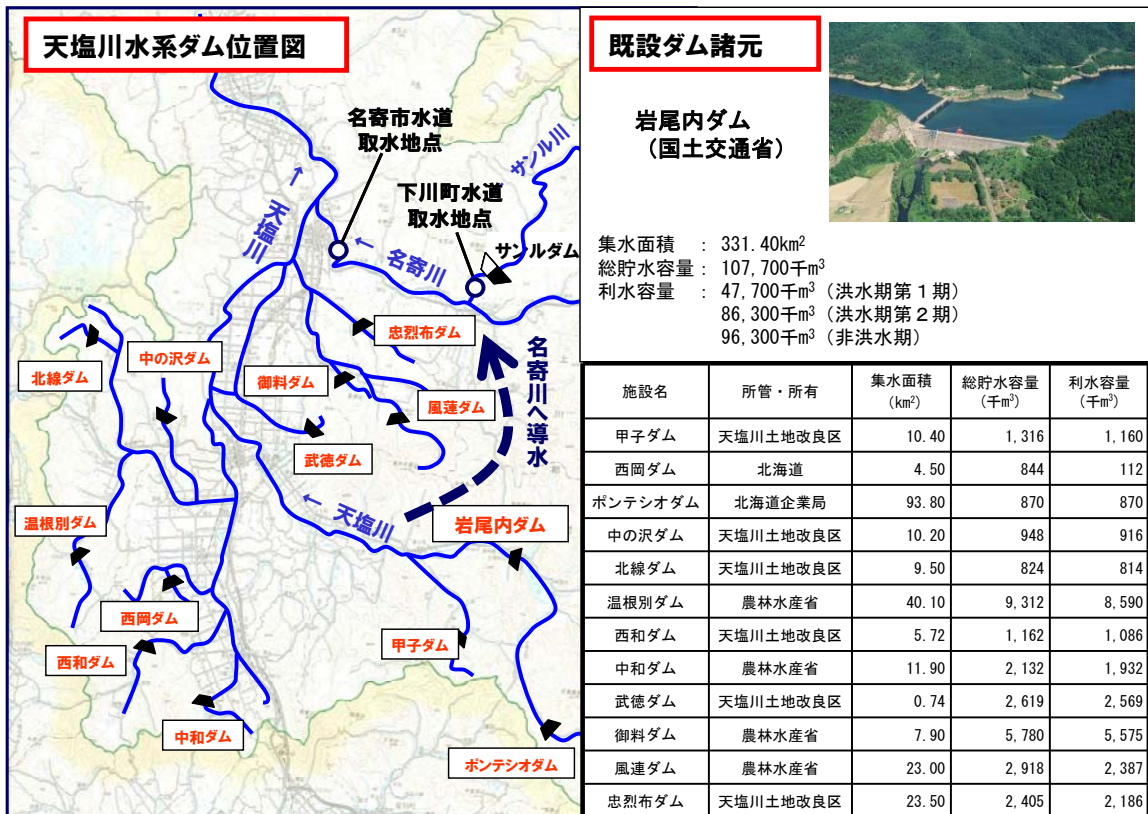 天塩川水系ダム位置図
名寄市水道
取水地点
サンル川
下川町水道
取水地点
サンルダム
← 名寄川
↑
天塩川
忠烈布ダム
北線ダム
中の沢ダム
御料ダム
風蓮ダム
武徳ダム
名寄川へ導水
← 天塩川
岩尾内ダム
温根別ダム
西岡ダム
西和ダム
甲子ダム
中和ダム
ポンテシオダム
既設ダム諸元
岩尾内ダム
（国土交通省）
集水面積 ： 331.40km²
総貯水容量： 107,700千m³
利水容量 ： 47,700千m³（洪水期第１期）
86,300千m³（洪水期第２期）
96,300千m³（非洪水期）
施設名 所管・所有 集水面積（km²） 総貯水容量（千m³） 利水容量（千m³）
甲子ダム 天塩川土地改良区 10.40 1,316 1,160
西岡ダム 北海道 4.50 844 112
ポンテシオダム 北海道企業局 93.80 870 870
中の沢ダム 天塩川土地改良区 10.20 948 916
北線ダム 天塩川土地改良区 9.50 824 814
温根別ダム 農林水産省 40.10 9,312 8,590
西和ダム 天塩川土地改良区 5.72 1,162 1,086
中和ダム 農林水産省 11.90 2,132 1,932
武徳ダム 天塩川土地改良区 0.74 2,619 2,569
御料ダム 農林水産省 7.90 5,780 5,575
風連ダム 農林水産省 23.00 2,918 2,387
忠烈布ダム 天塩川土地改良区 23.50 2,405 2,186